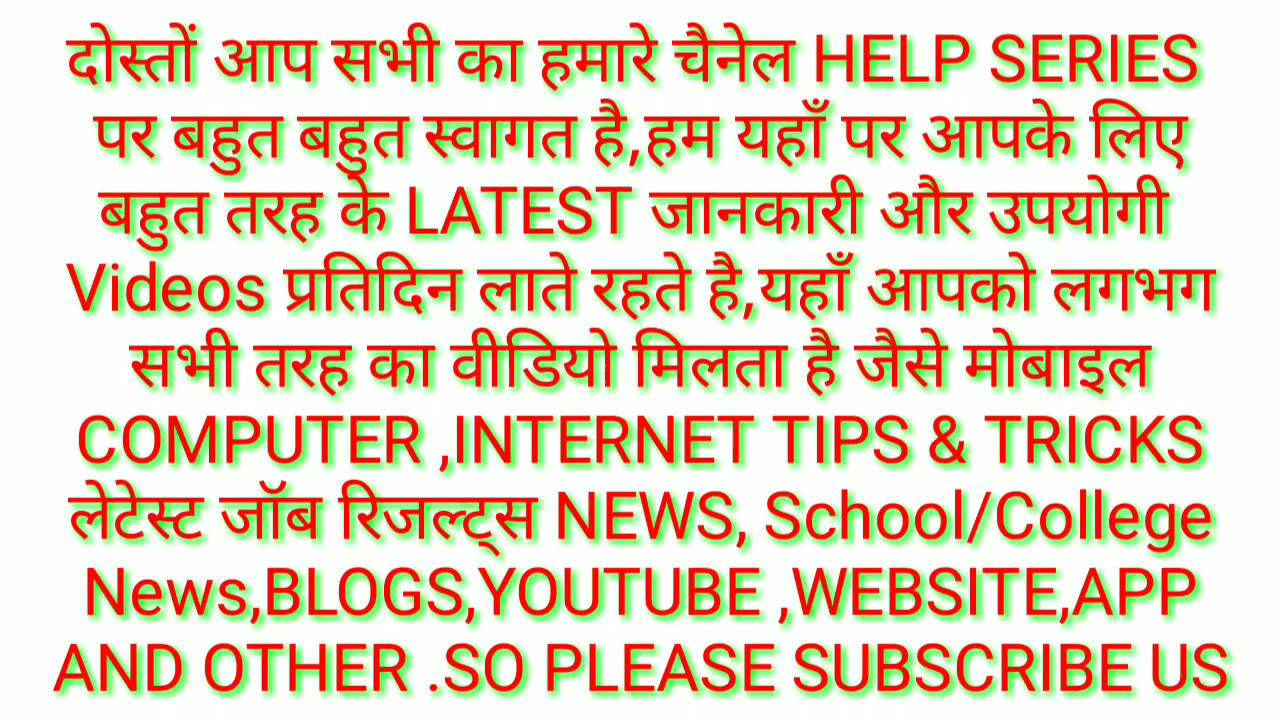 दोस्तों आप सभी का हमारे चैनेल HELP SERIES
पर बहुत बहुत स्वागत है,हम यहाँ पर आपके लिए
बहुत तरह के LATEST जानकारी और उपयोगी
Videos प्रतिदिन लाते रहते है,यहाँ आपको लगभग
सभी तरह का वीडियो मिलता है जैसे मोबाइल
COMPUTER ,INTERNET TIPS & TRICKS
लेटेस्ट जॉब रिजल्ट्स NEWS, School/College
News,BLOGS,YOUTUBE ,WEBSITE,APP
AND OTHER .SO PLEASE SUBSCRIBE US